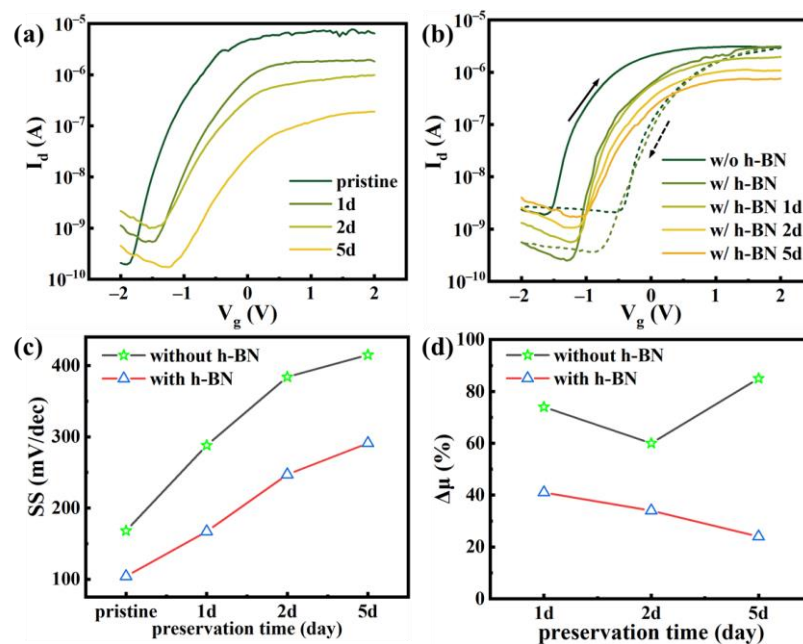 (a)
10⁻⁵
10⁻⁶
10⁻⁷
10⁻⁸
10⁻⁹
10⁻¹⁰
I_d (A)
pristine
1d
2d
5d
−2 −1 0 1 2
V_g (V)
(b)
10⁻⁵
10⁻⁶
10⁻⁷
10⁻⁸
10⁻⁹
10⁻¹⁰
I_d (A)
w/o h-BN
w/ h-BN
w/ h-BN 1d
w/ h-BN 2d
w/ h-BN 5d
−2 −1 0 1 2
V_g (V)
(c)
without h-BN
with h-BN
400
300
200
100
SS (mV/dec)
pristine 1d 2d 5d
preservation time (day)
(d)
without h-BN
with h-BN
100
80
60
40
20
0
Δμ (%)
1d 2d 5d
preservation time (day)